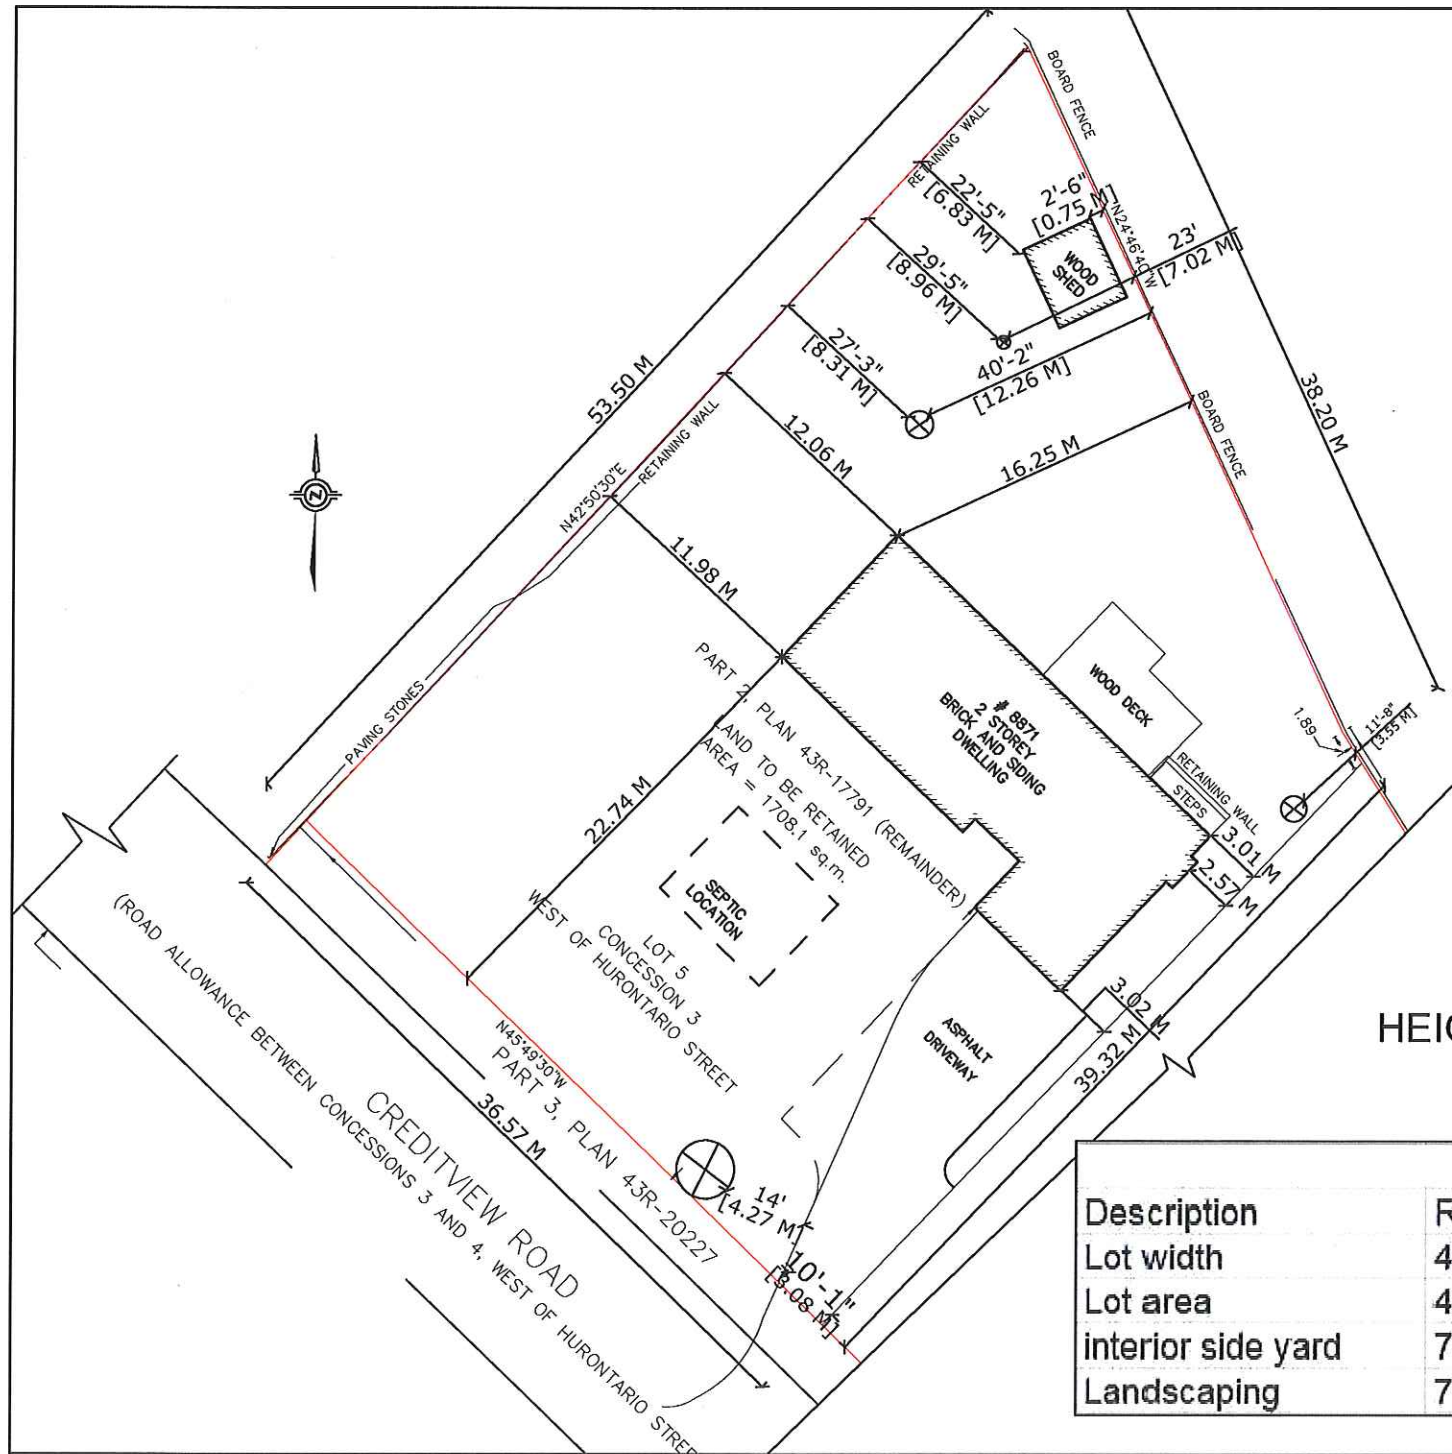 BOARD FENCE
RETAINING WALL
22'-5"
[6.83 M]
2'-6"
[0.75 M]
N24°46'40"W
23'
[7.02 M]
WOOD
SHED
29'-5"
[8.96 M]
27'-3"
[8.31 M]
40'-2"
[12.26 M]
53.50 M
38.20 M
RETAINING WALL
BOARD FENCE
12.06 M
16.25 M
N42°50'30"E
N
11.98 M
PAVING STONES
WOOD DECK
# 8871
2 STOREY
BRICK AND SIDING
DWELLING
1.89
11'-8"
[3.55 M]
RETAINING WALL
STEPS
PART 2, PLAN 43R-17791 (REMAINDER)
LAND TO BE RETAINED
AREA = 1708.1 sq.m.
22.74 M
3.01 M
2.57 M
SEPTIC
LOCATION
LOT 5
CONCESSION 3
WEST OF HURONTARIO STREET
3.02 M
39.32 M
ASPHALT
DRIVEWAY
HEIG
(ROAD ALLOWANCE BETWEEN CONCESSIONS 3 AND 4, WEST OF HURONTARIO STREE
CREDITVIEW ROAD
N45°49'30"W
PART 3, PLAN 43R-20227
36.57 M
14'
[4.27 M]
10'-1"
[3.08 M]
Description R
Lot width 4
Lot area 4
interior side yard 7
Landscaping 7